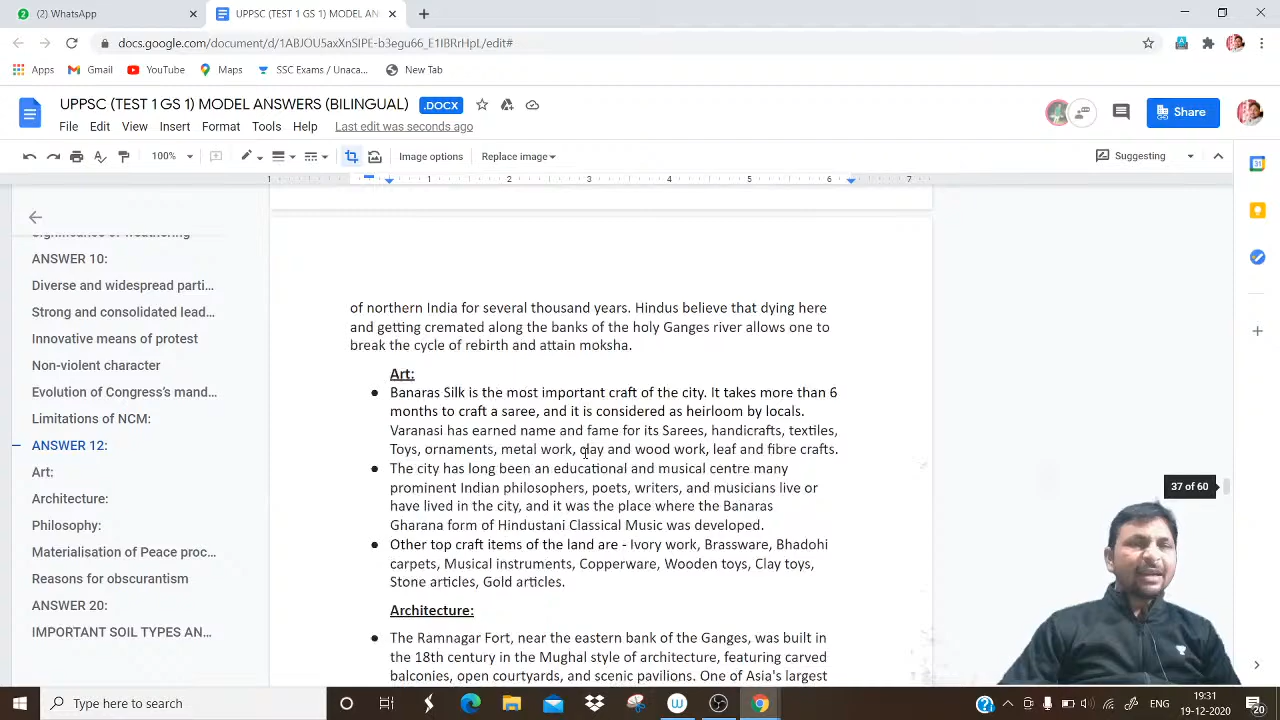 (2) WhatsApp
UPPSC (TEST 1 GS 1) MODEL AN
docs.google.com/document/d/1ABJOU5axXnSIPE-b3egu66_E1IBRrHpL/edit#
Apps Gmail YouTube Maps SSC Exams / Unaca... New Tab
UPPSC (TEST 1 GS 1) MODEL ANSWERS (BILINGUAL) .DOCX
Share
File Edit View Insert Format Tools Help Last edit was seconds ago
100% Image options Replace image Suggesting
1 1 2 3 4 5 6 7
31
ANSWER 10:
Diverse and widespread parti...
Strong and consolidated lead...
Innovative means of protest
Non-violent character
Evolution of Congress's mand...
Limitations of NCM:
ANSWER 12:
Art:
Architecture:
Philosophy:
Materialisation of Peace proc...
Reasons for obscurantism
ANSWER 20:
IMPORTANT SOIL TYPES AN...
of northern India for several thousand years. Hindus believe that dying here
and getting cremated along the banks of the holy Ganges river allows one to
break the cycle of rebirth and attain moksha.
Art:
Banaras Silk is the most important craft of the city. It takes more than 6
months to craft a saree, and it is considered as heirloom by locals.
Varanasi has earned name and fame for its Sarees, handicrafts, textiles,
Toys, ornaments, metal work, clay and wood work, leaf and fibre crafts.
The city has long been an educational and musical centre many
prominent Indian philosophers, poets, writers, and musicians live or
have lived in the city, and it was the place where the Banaras
Gharana form of Hindustani Classical Music was developed.
Other top craft items of the land are - Ivory work, Brassware, Bhadohi
carpets, Musical instruments, Copperware, Wooden toys, Clay toys,
Stone articles, Gold articles.
Architecture:
The Ramnagar Fort, near the eastern bank of the Ganges, was built in
the 18th century in the Mughal style of architecture, featuring carved
balconies, open courtyards, and scenic pavilions. One of Asia's largest
37 of 60
Type here to search
ENG
19:31
19-12-2020
20